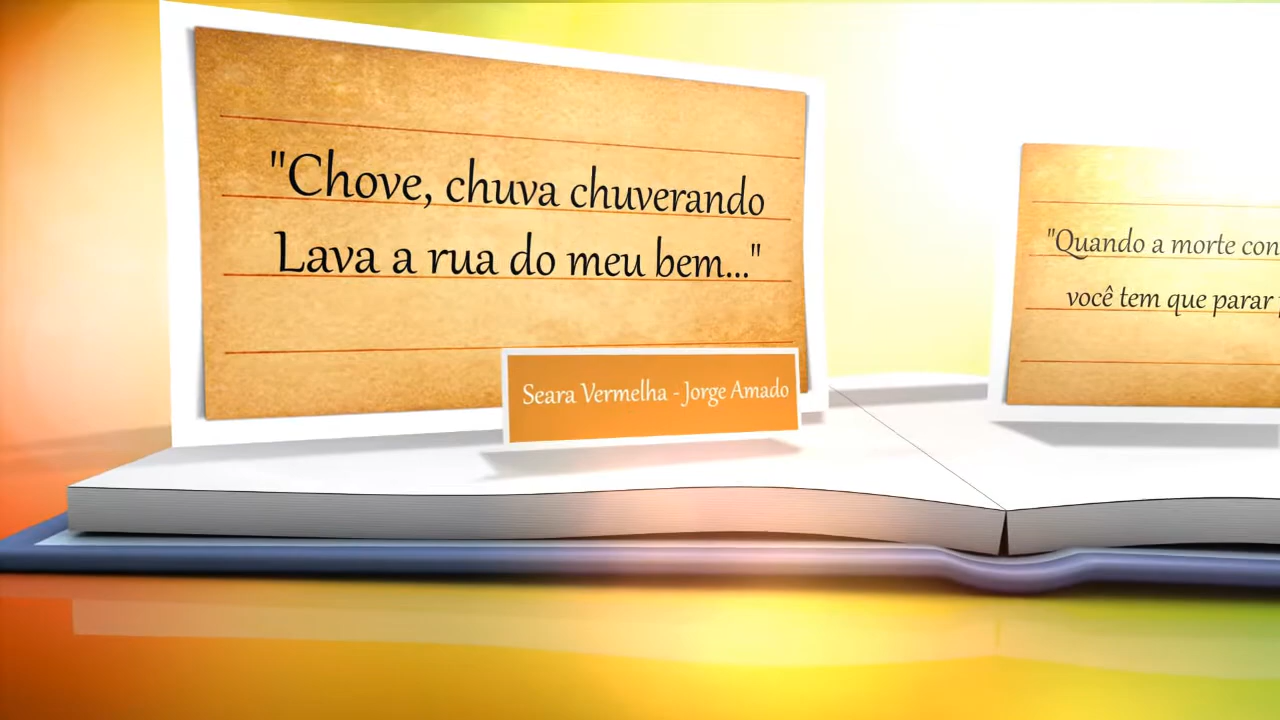 "Chove, chuva chuverando
Lava a rua do meu bem..."
Seara Vermelha - Jorge Amado
"Quando a morte con
você tem que parar